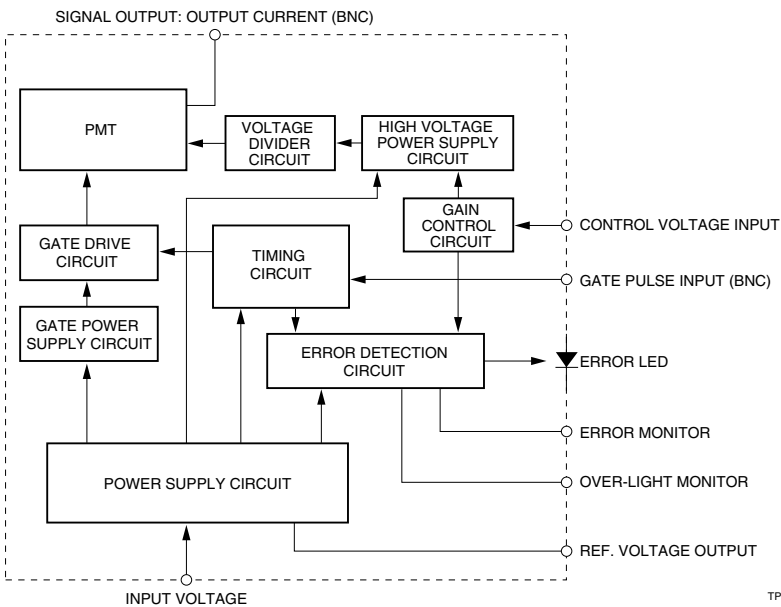 SIGNAL OUTPUT: OUTPUT CURRENT (BNC)
PMT
VOLTAGE
DIVIDER
CIRCUIT
HIGH VOLTAGE
POWER SUPPLY
CIRCUIT
GATE DRIVE
CIRCUIT
TIMING
CIRCUIT
GAIN
CONTROL
CIRCUIT
CONTROL VOLTAGE INPUT
GATE PULSE INPUT (BNC)
GATE POWER
SUPPLY CIRCUIT
ERROR DETECTION
CIRCUIT
ERROR LED
ERROR MONITOR
POWER SUPPLY CIRCUIT
OVER-LIGHT MONITOR
REF. VOLTAGE OUTPUT
INPUT VOLTAGE
TP